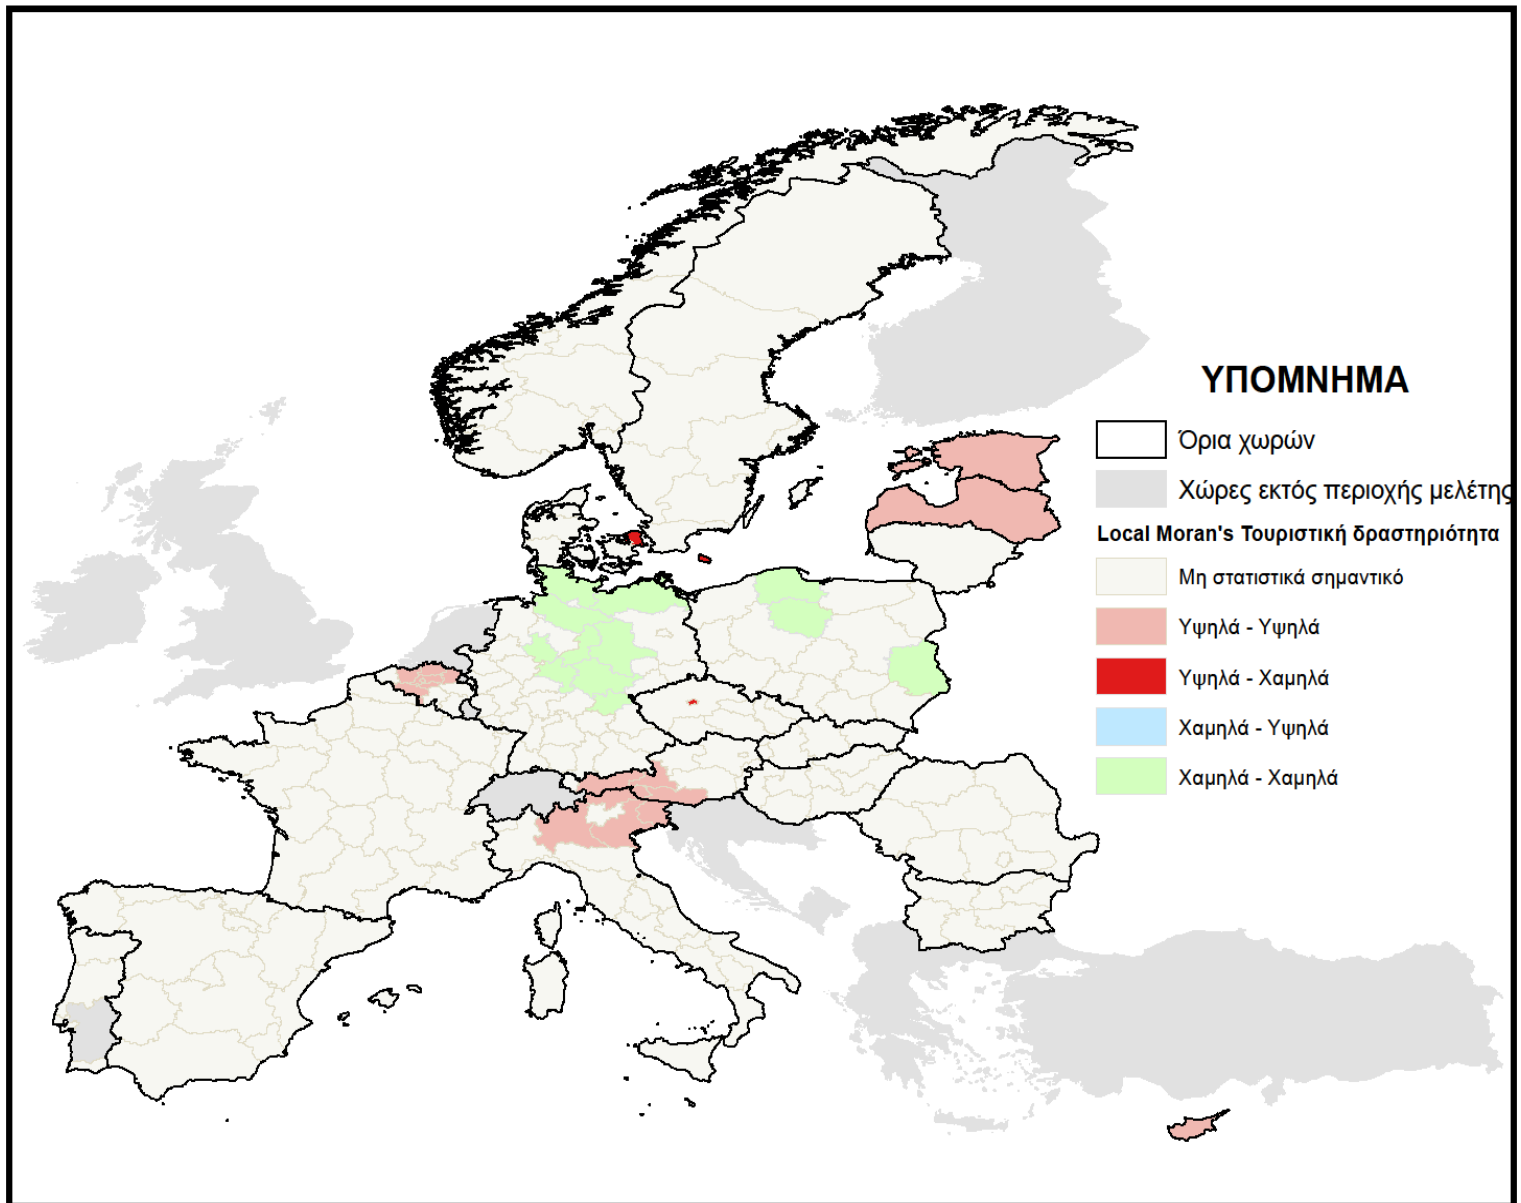 ΥΠΟΜΝΗΜΑ
Όρια χωρών
Χώρες εκτός περιοχής μελέτης
Local Moran's Τουριστική δραστηριότητα
Μη στατιστικά σημαντικό
Υψηλά - Υψηλά
Υψηλά - Χαμηλά
Χαμηλά - Υψηλά
Χαμηλά - Χαμηλά